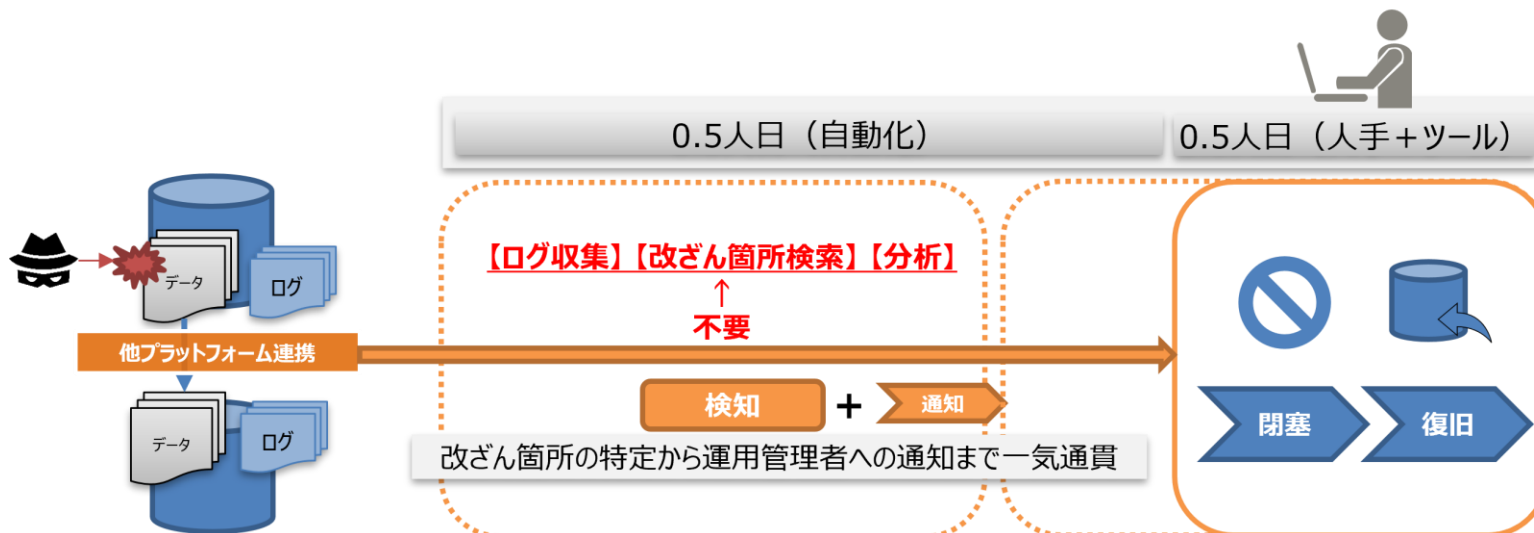 0.5人日（自動化）
0.5人日（人手＋ツール）
【ログ収集】【改ざん箇所検索】【分析】
↑
不要
データ
ログ
他プラットフォーム連携
検知
+
通知
改ざん箇所の特定から運用管理者への通知まで一気通貫
データ
ログ
閉塞
復旧